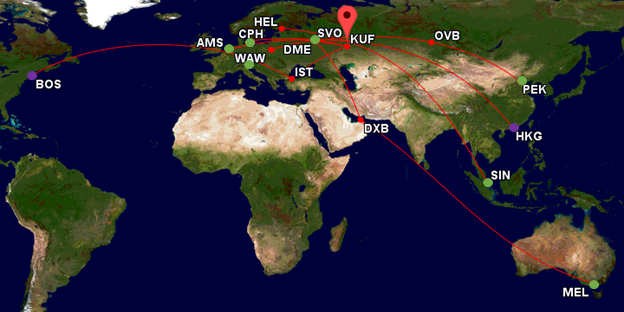 HEL
CPH
SVO
AMS
KUF
OVB
DME
WAW
IST
BOS
PEK
DXB
HKG
SIN
MEL